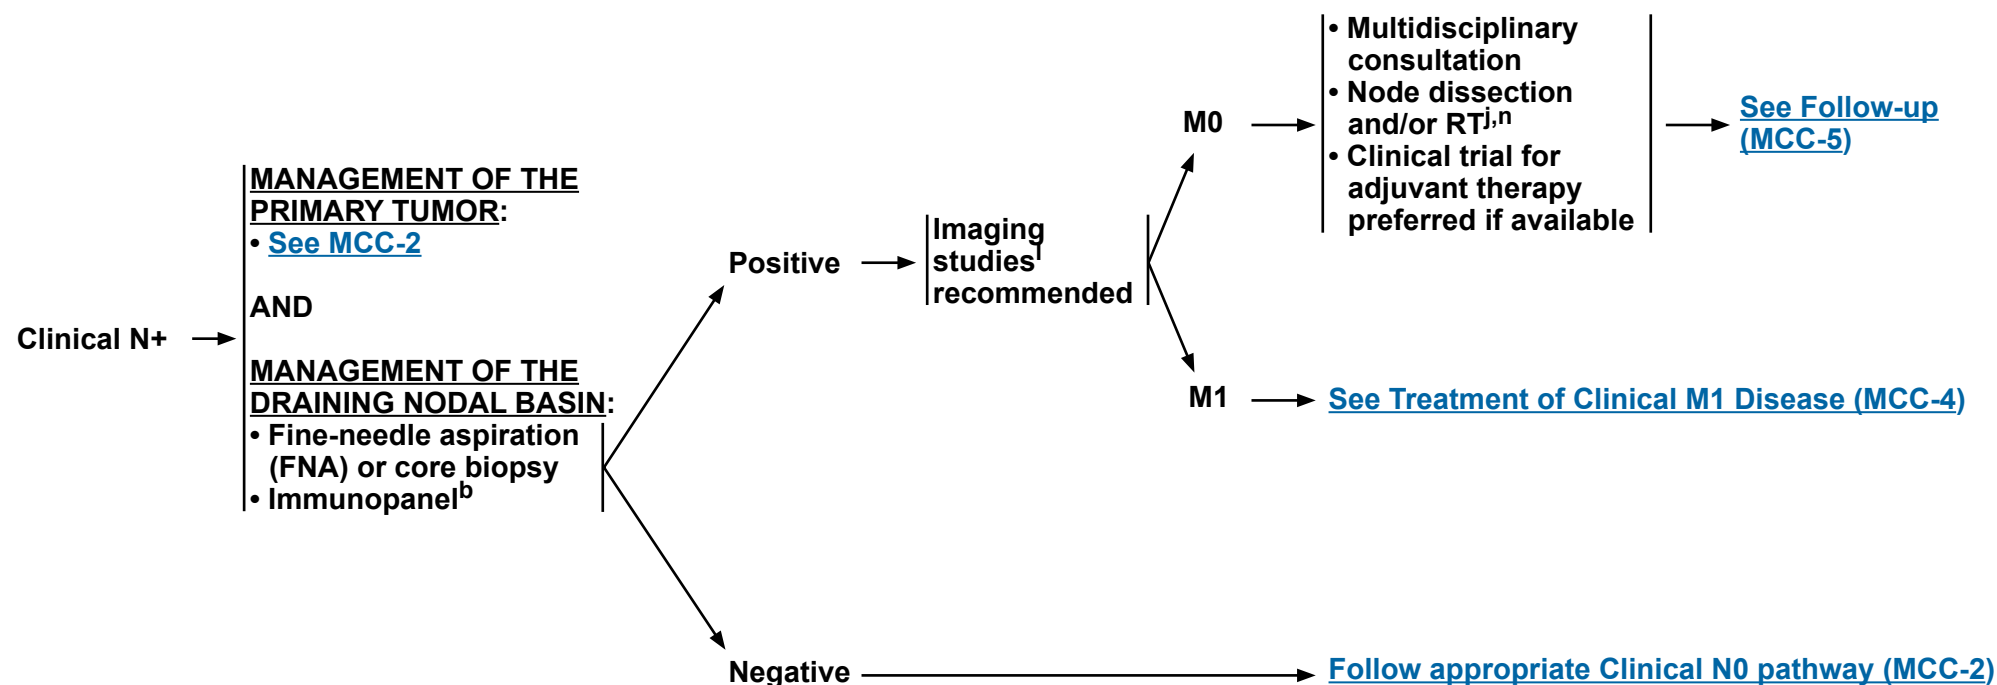 Clinical N+
MANAGEMENT OF THE
PRIMARY TUMOR:
• See MCC-2
AND
MANAGEMENT OF THE
DRAINING NODAL BASIN:
• Fine-needle aspiration
(FNA) or core biopsy
• Immunopanelb
Positive
Imaging
studiesl
recommended
M0
• Multidisciplinary
consultation
• Node dissection
and/or RTj,n
• Clinical trial for
adjuvant therapy
preferred if available
See Follow-up
(MCC-5)
M1
See Treatment of Clinical M1 Disease (MCC-4)
Negative
Follow appropriate Clinical N0 pathway (MCC-2)